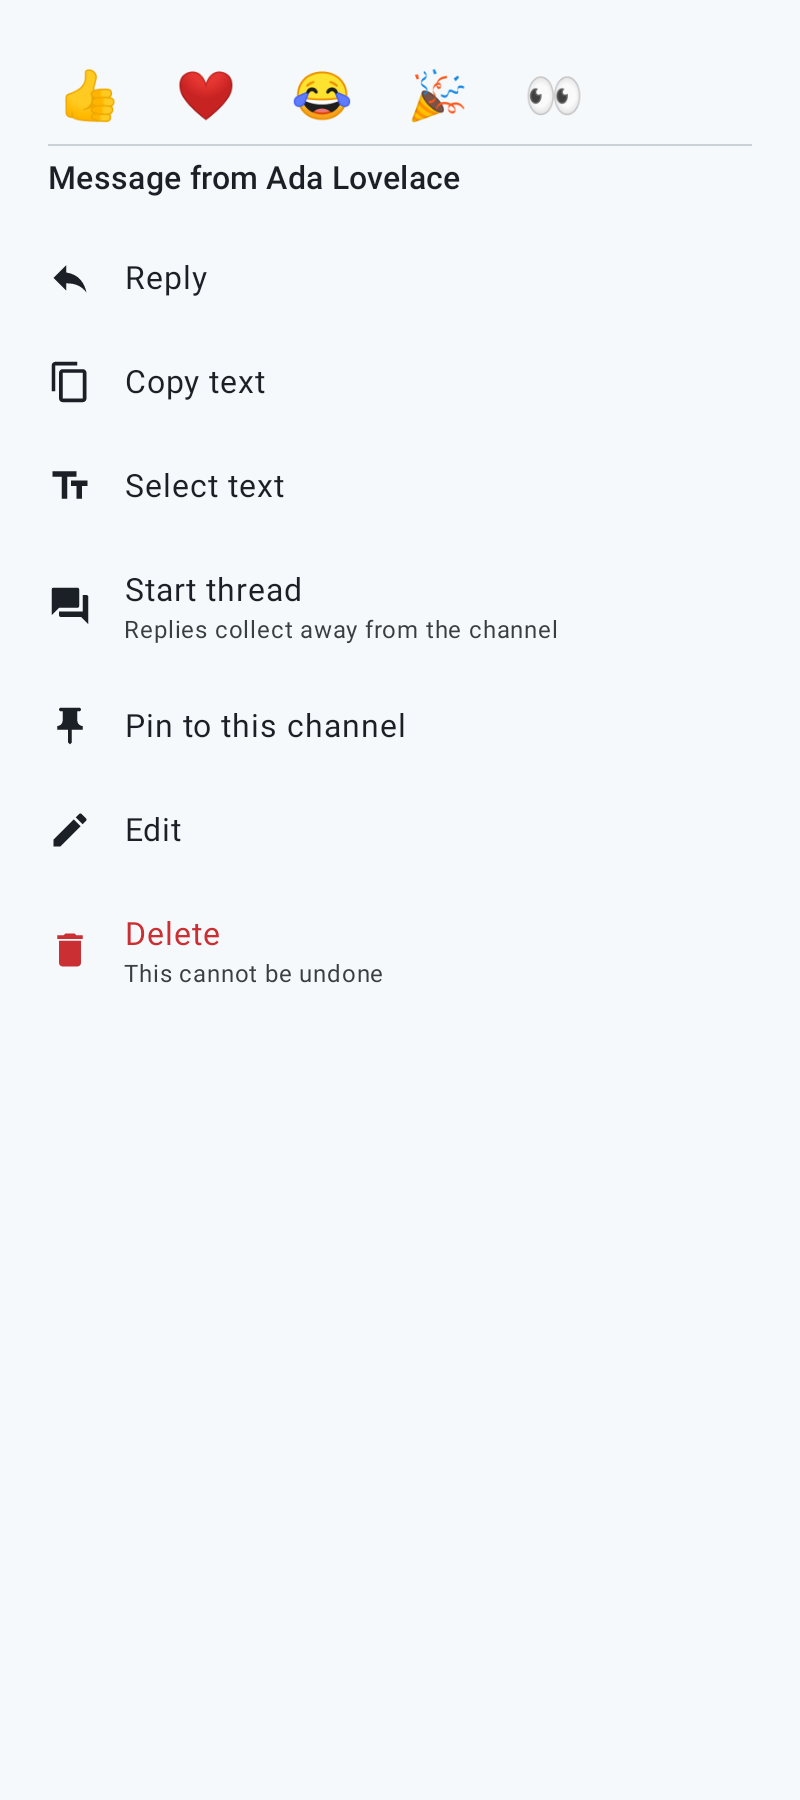 Message from Ada Lovelace
Reply
Copy text
Select text
Start thread
Replies collect away from the channel
Pin to this channel
Edit
Delete
This cannot be undone